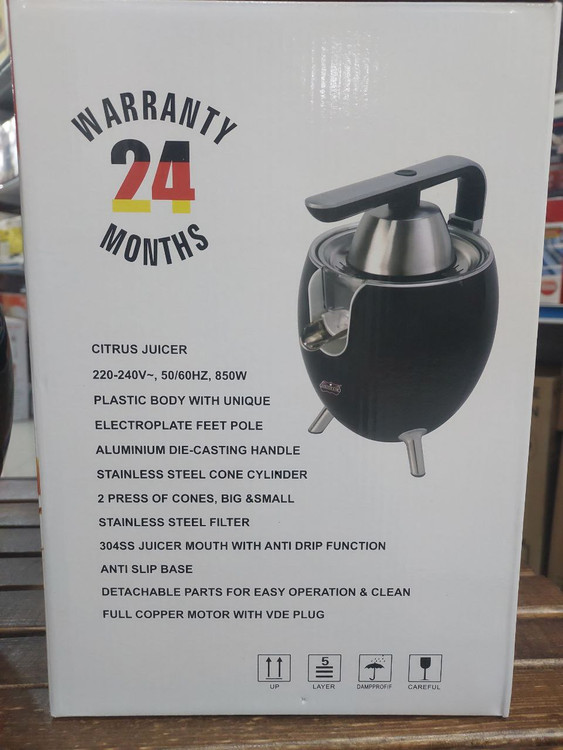 WARRANTY
24
MONTHS
CITRUS JUICER
220-240V~, 50/60HZ, 850W
PLASTIC BODY WITH UNIQUE
ELECTROPLATE FEET POLE
ALUMINIUM DIE-CASTING HANDLE
STAINLESS STEEL CONE CYLINDER
2 PRESS OF CONES, BIG &SMALL
STAINLESS STEEL FILTER
304SS JUICER MOUTH WITH ANTI DRIP FUNCTION
ANTI SLIP BASE
DETACHABLE PARTS FOR EASY OPERATION & CLEAN
FULL COPPER MOTOR WITH VDE PLUG
5
UP LAYER DAMPPROFIF CAREFUL